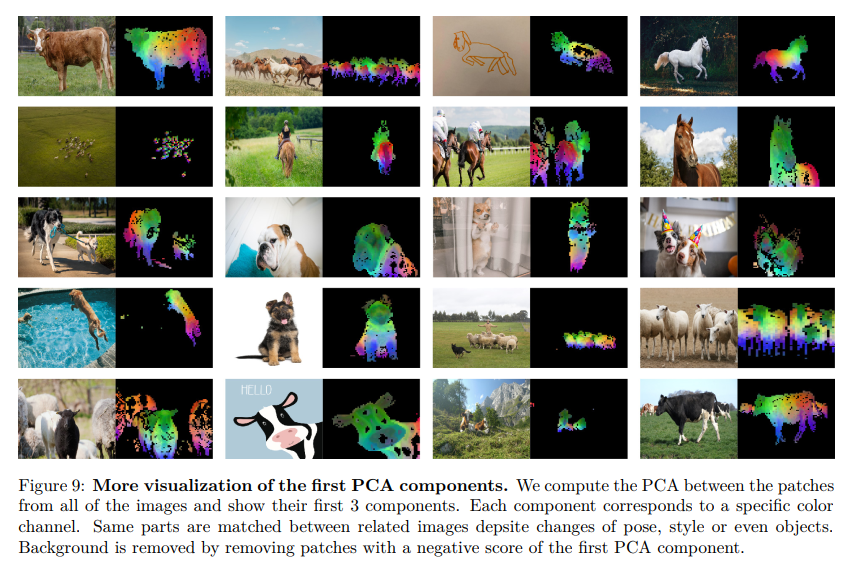 HELLO
Figure 9: More visualization of the first PCA components. We compute the PCA between the patches
from all of the images and show their first 3 components. Each component corresponds to a specific color
channel. Same parts are matched between related images depsite changes of pose, style or even objects.
Background is removed by removing patches with a negative score of the first PCA component.